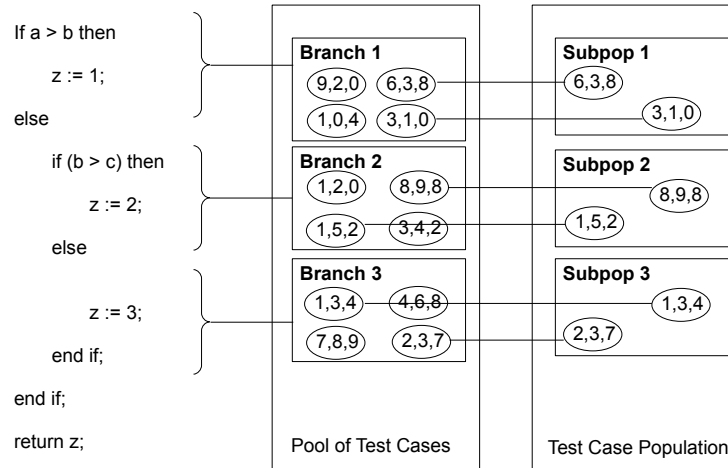 If a > b then
z := 1;
else
if (b > c) then
z := 2;
else
z := 3;
end if;
end if;
return z;
Branch 1
9,2,0 6,3,8
1,0,4 3,1,0
Branch 2
1,2,0 8,9,8
1,5,2 3,4,2
Branch 3
1,3,4 4,6,8
7,8,9 2,3,7
Pool of Test Cases
Subpop 1
6,3,8
3,1,0
Subpop 2
8,9,8
1,5,2
Subpop 3
1,3,4
2,3,7
Test Case Population